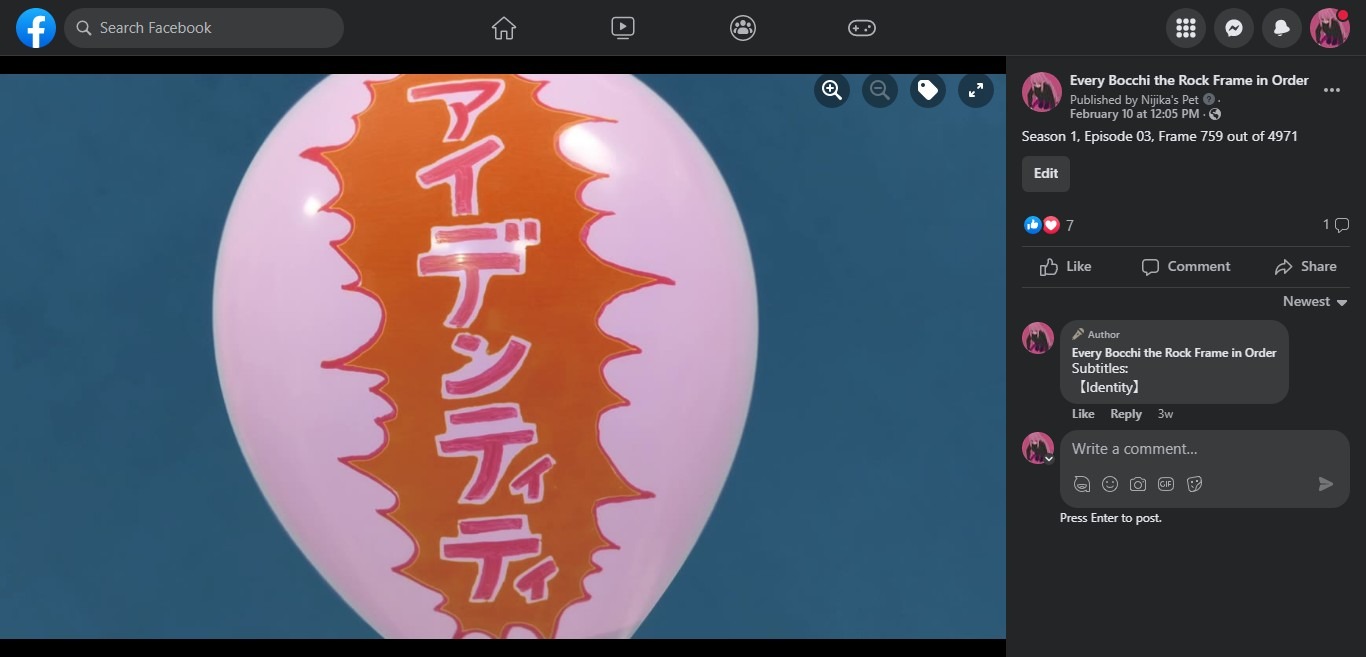 Search Facebook
アイデンティティ
Every Bocchi the Rock Frame in Order
Published by Nijika's Pet ·
February 10 at 12:05 PM ·
Season 1, Episode 03, Frame 759 out of 4971
Edit
7
1
Like Comment Share
Newest
Author
Every Bocchi the Rock Frame in Order
Subtitles:
【Identity】
Like Reply 3w
Write a comment...
GIF
Press Enter to post.